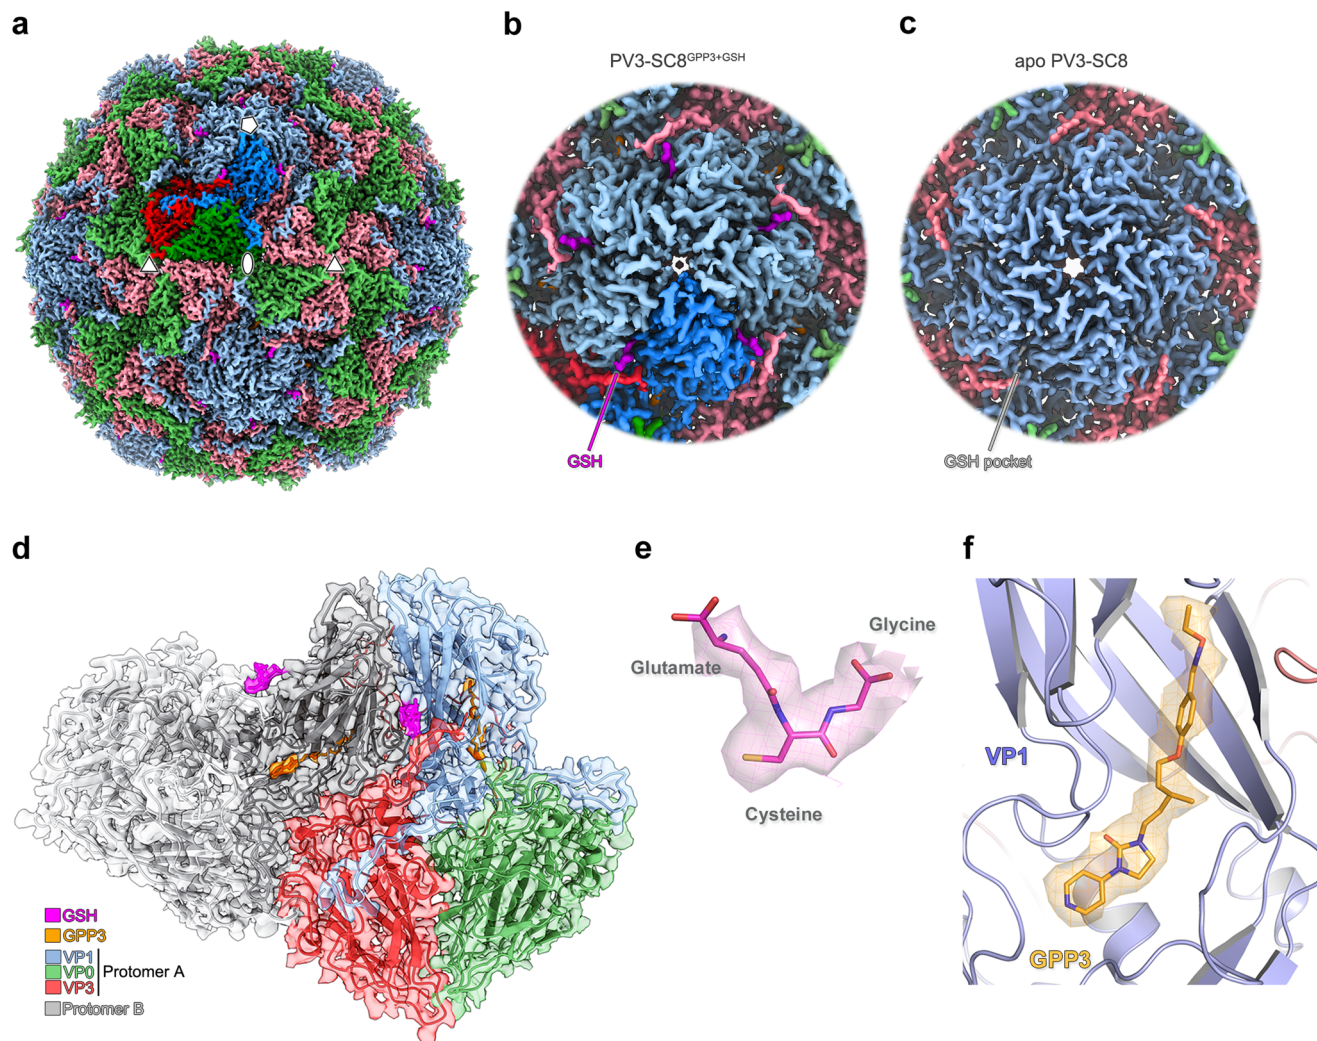 a
b
c
PV3-SC8GPP3+GSH
apo PV3-SC8
GSH
GSH pocket
d
e
f
GSH
GPP3
VP1
VP0
VP3
Protomer A
Protomer B
Glutamate
Glycine
Cysteine
VP1
GPP3